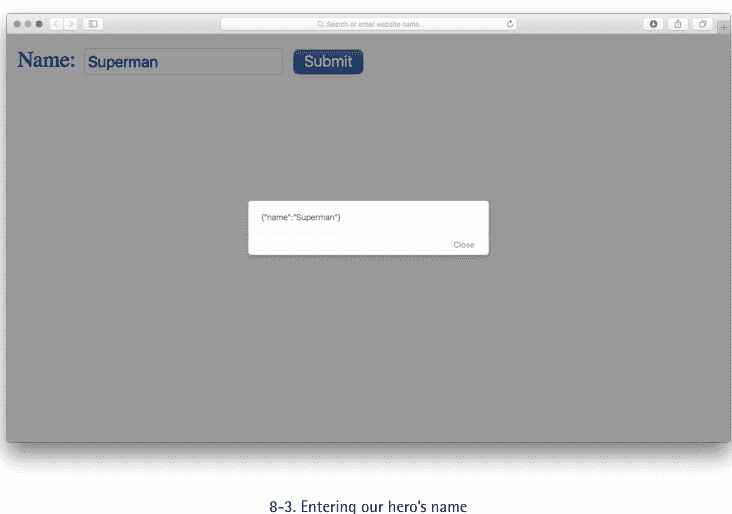 Search or enter website name
Name: Superman Submit
{"name":"Superman"}
Close
8-3. Entering our hero's name